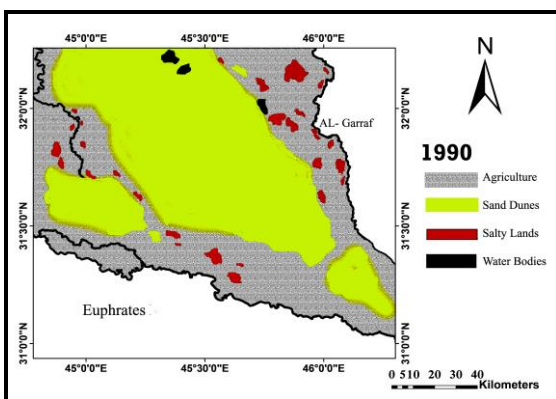 45°0'0"E 45°30'0"E 46°0'0"E
N
32°0'0"N 32°0'0"N
AL- Garraf
1990
Agriculture
Sand Dunes
Salty Lands
Water Bodies
31°30'0"N 31°30'0"N
Euphrates
31°0'0"N 31°0'0"N
45°0'0"E 45°30'0"E 46°0'0"E
0 5 10 20 30 40
Kilometers